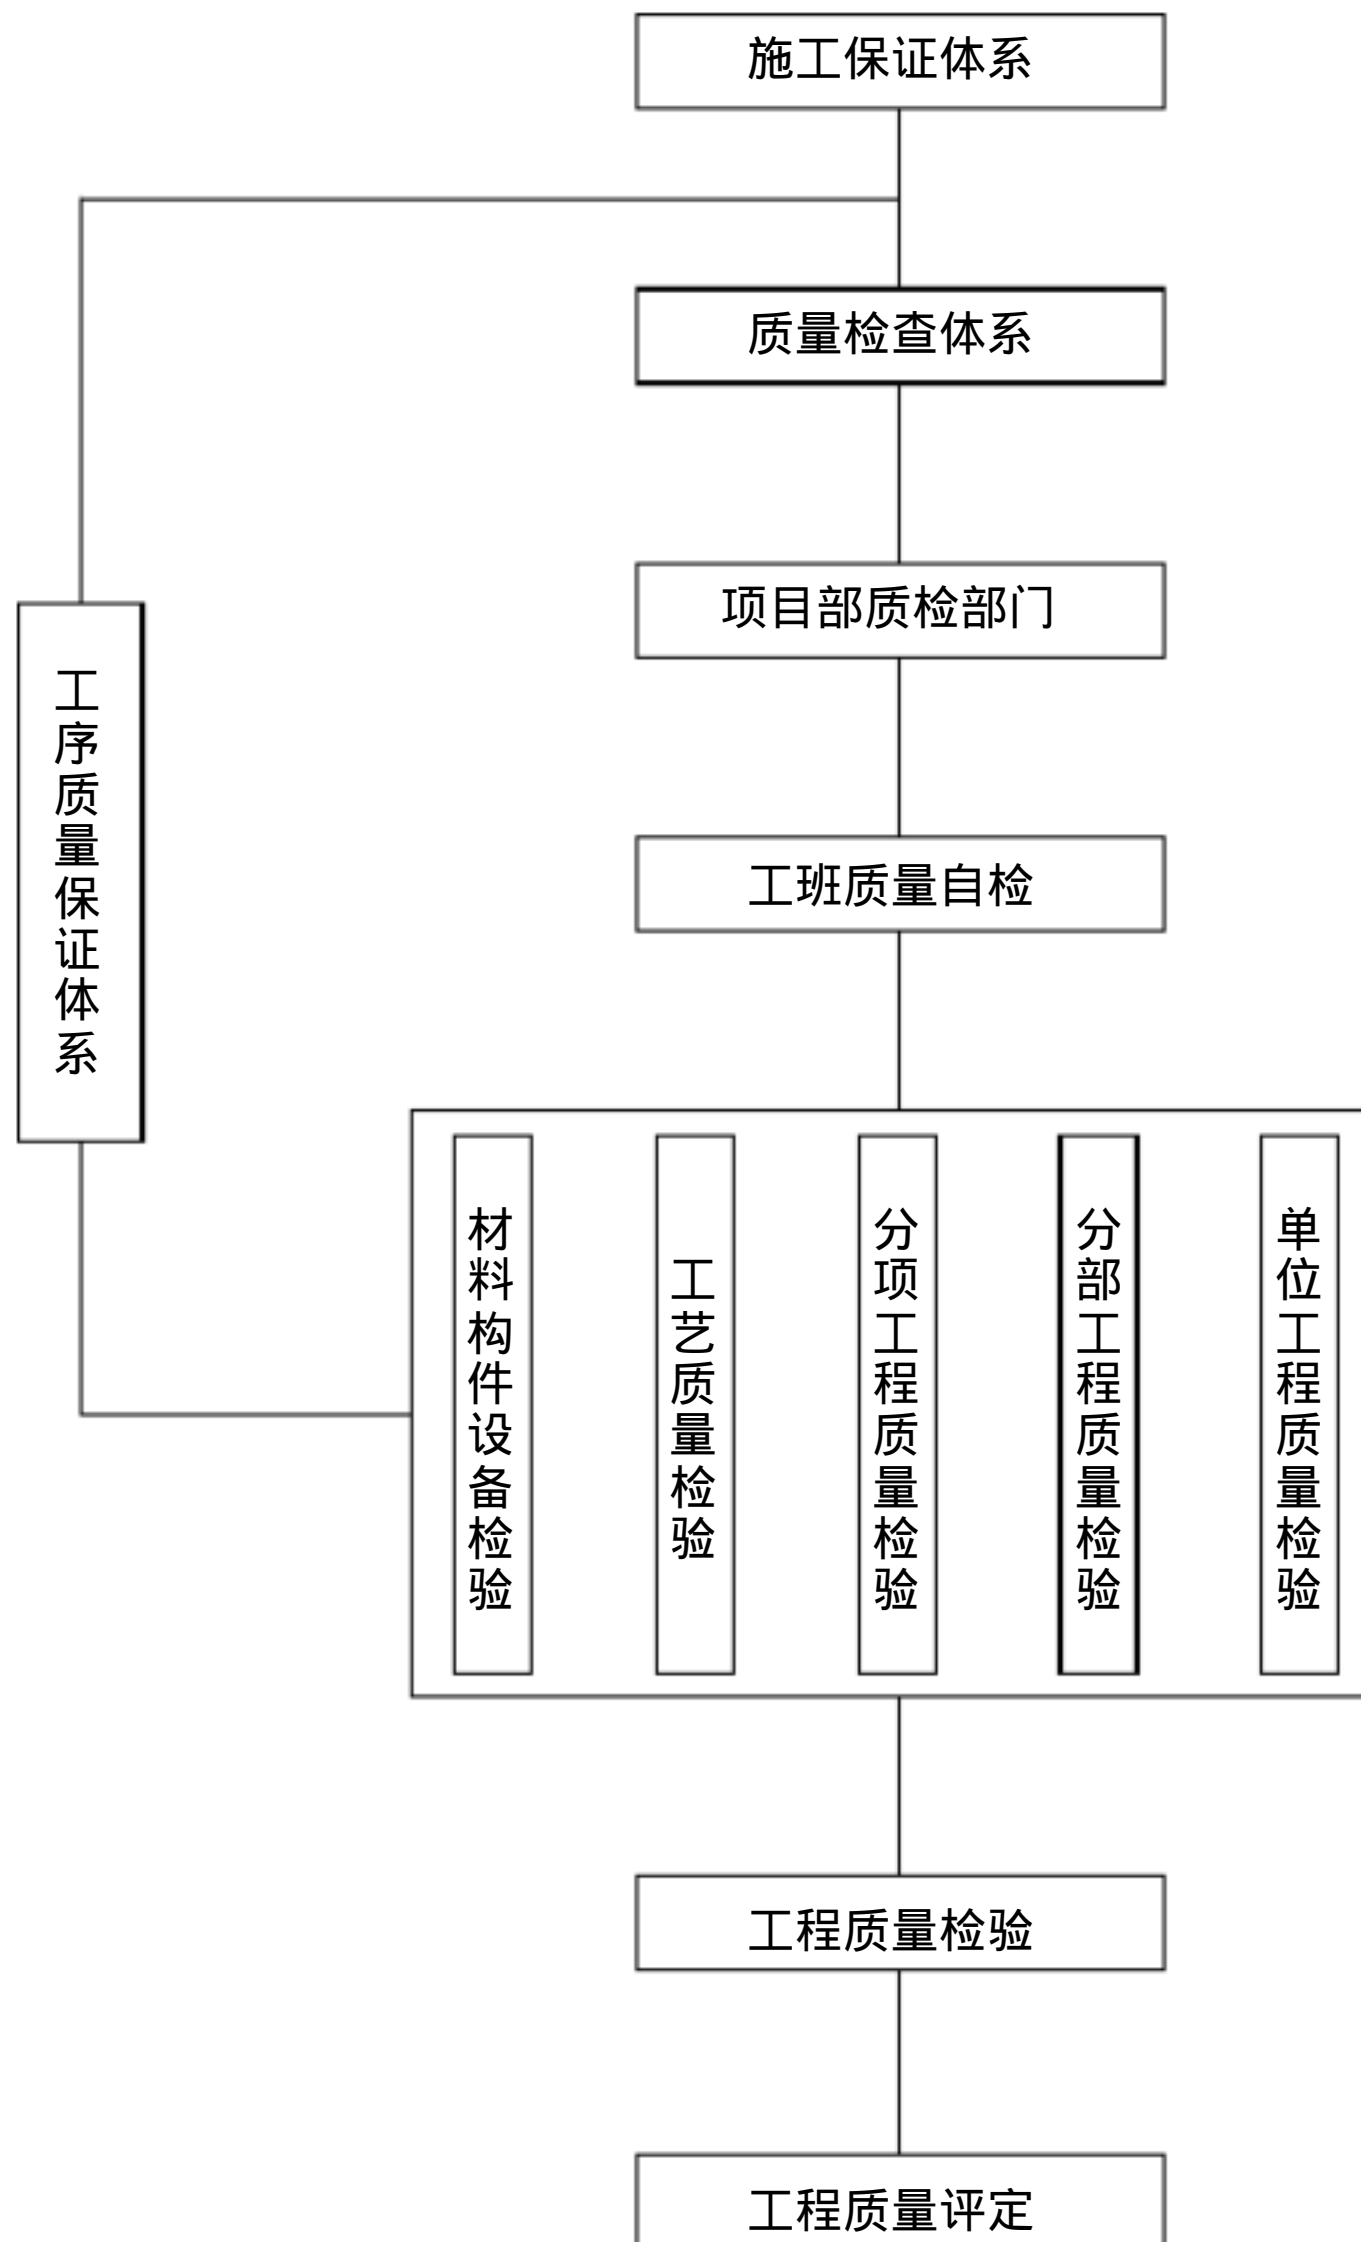 施工保证体系
质量检查体系
项目部质检部门
工序质量保证体系
工班质量自检
材料构件设备检验
工艺质量检验
分项工程质量检验
分部工程质量检验
单位工程质量检验
工程质量检验
工程质量评定